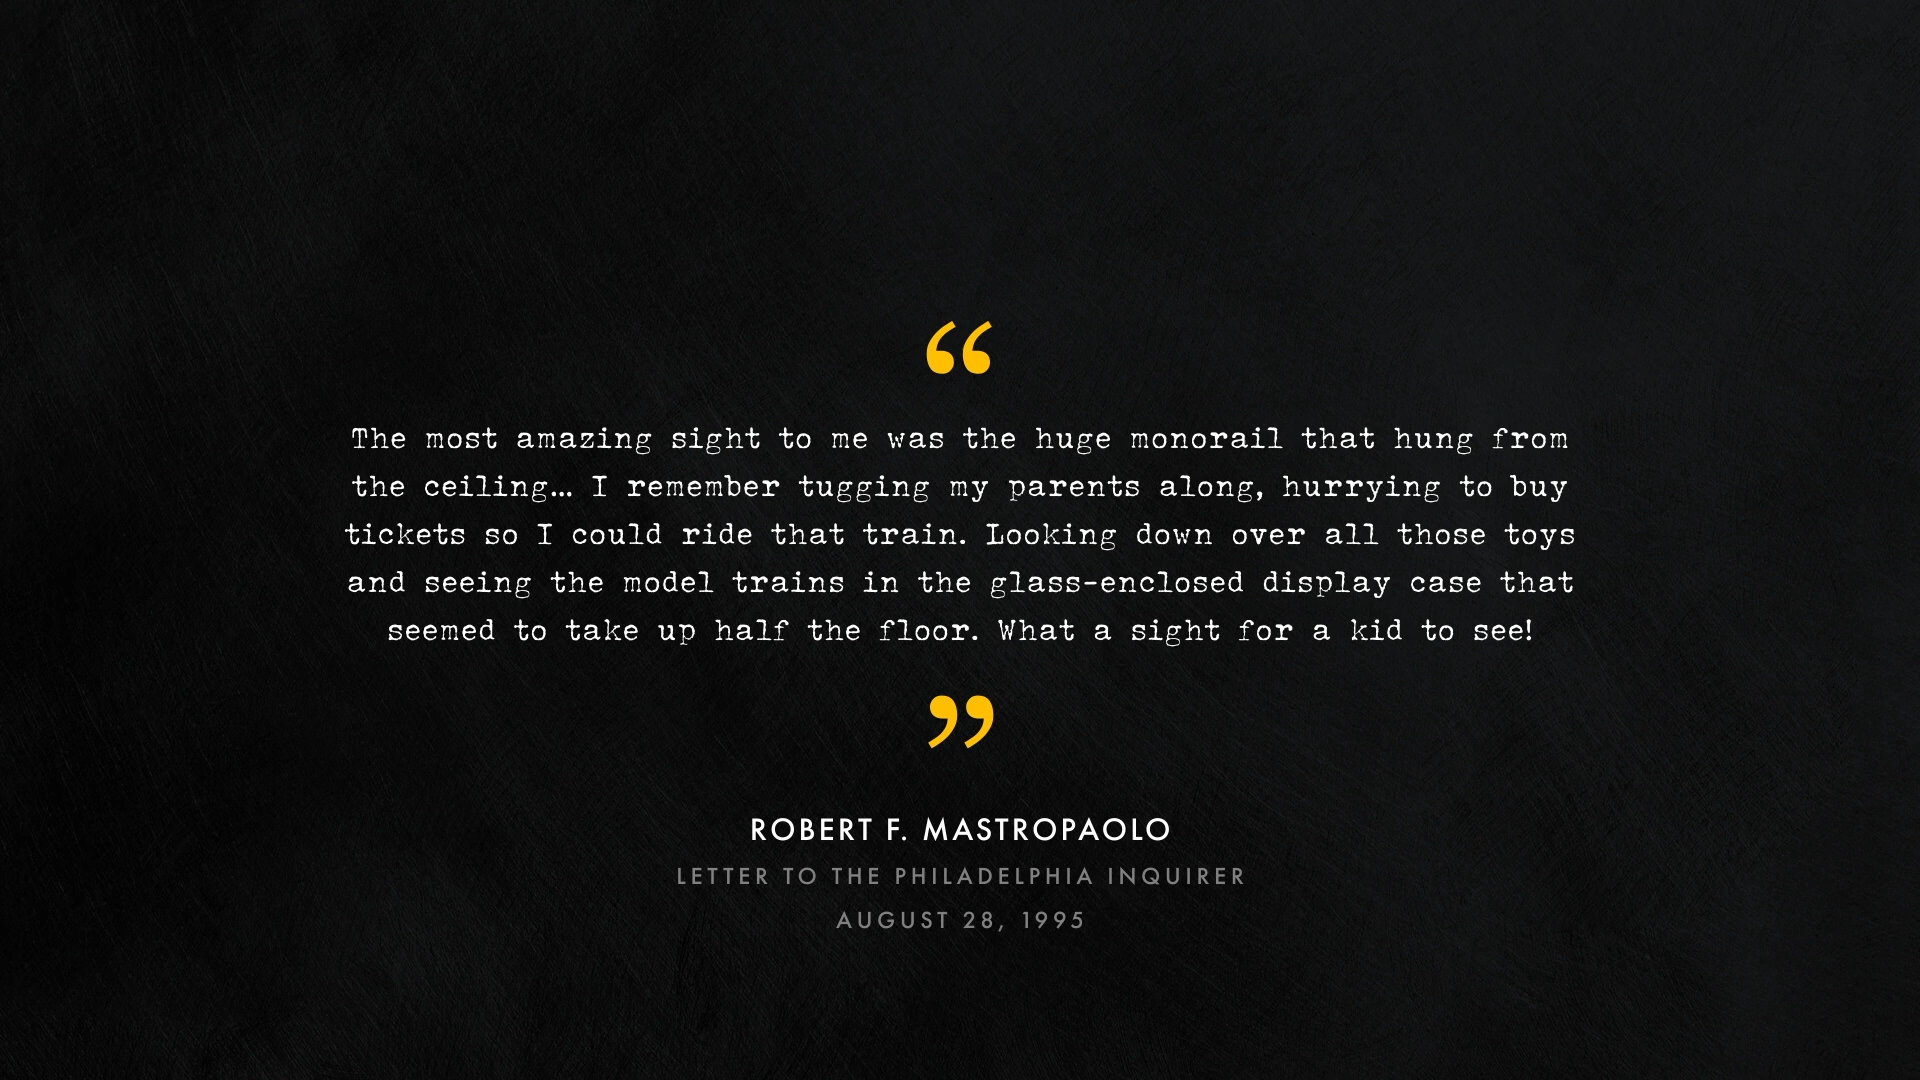 “
The most amazing sight to me was the huge monorail that hung from
the ceiling... I remember tugging my parents along, hurrying to buy
tickets so I could ride that train. Looking down over all those toys
and seeing the model trains in the glass-enclosed display case that
seemed to take up half the floor. What a sight for a kid to see!
”
ROBERT F. MASTROPAOLO
LETTER TO THE PHILADELPHIA INQUIRER
AUGUST 28, 1995